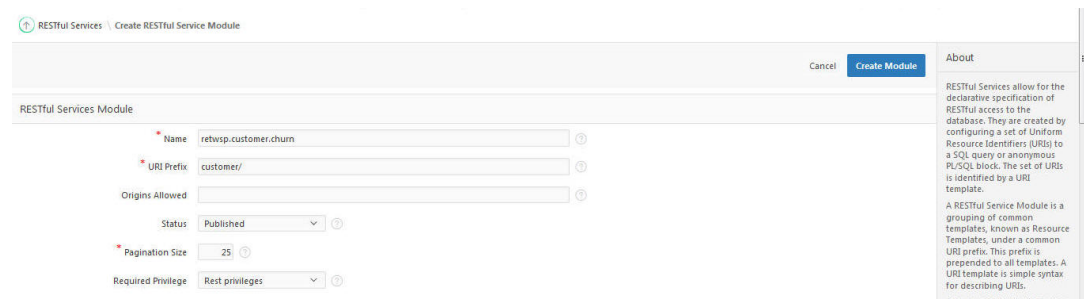 RESTful Services \ Create RESTful Service Module
Cancel Create Module
RESTful Services Module
* Name retwsp.customer.churn
* URI Prefix customer/
Origins Allowed
Status Published
* Pagination Size 25
Required Privilege Rest privileges
About
RESTful Services allow for the
declarative specification of
RESTful access to the
database. They are created by
configuring a set of Uniform
Resource Identifiers (URIs) to
a SQL query or anonymous
PL/SQL block. The set of URIs
is identified by a URI
template.
A RESTful Service Module is a
grouping of common
templates, known as Resource
Templates, under a common
URI prefix. This prefix is
prepended to all templates. A
URI template is simple syntax
for describing URIs.